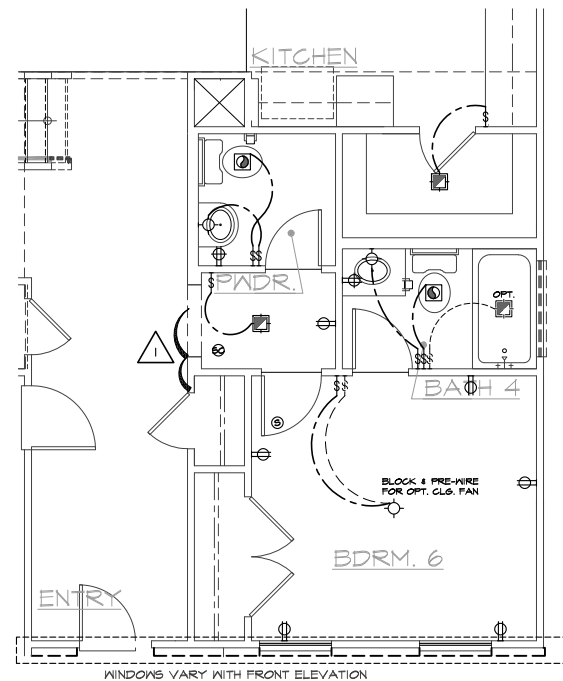 KITCHEN
PWDR.
OPT.
1
BATH 4
BLOCK & PRE-WIRE
FOR OPT. CLG. FAN
BDRM. 6
ENTRY
WINDOWS VARY WITH FRONT ELEVATION